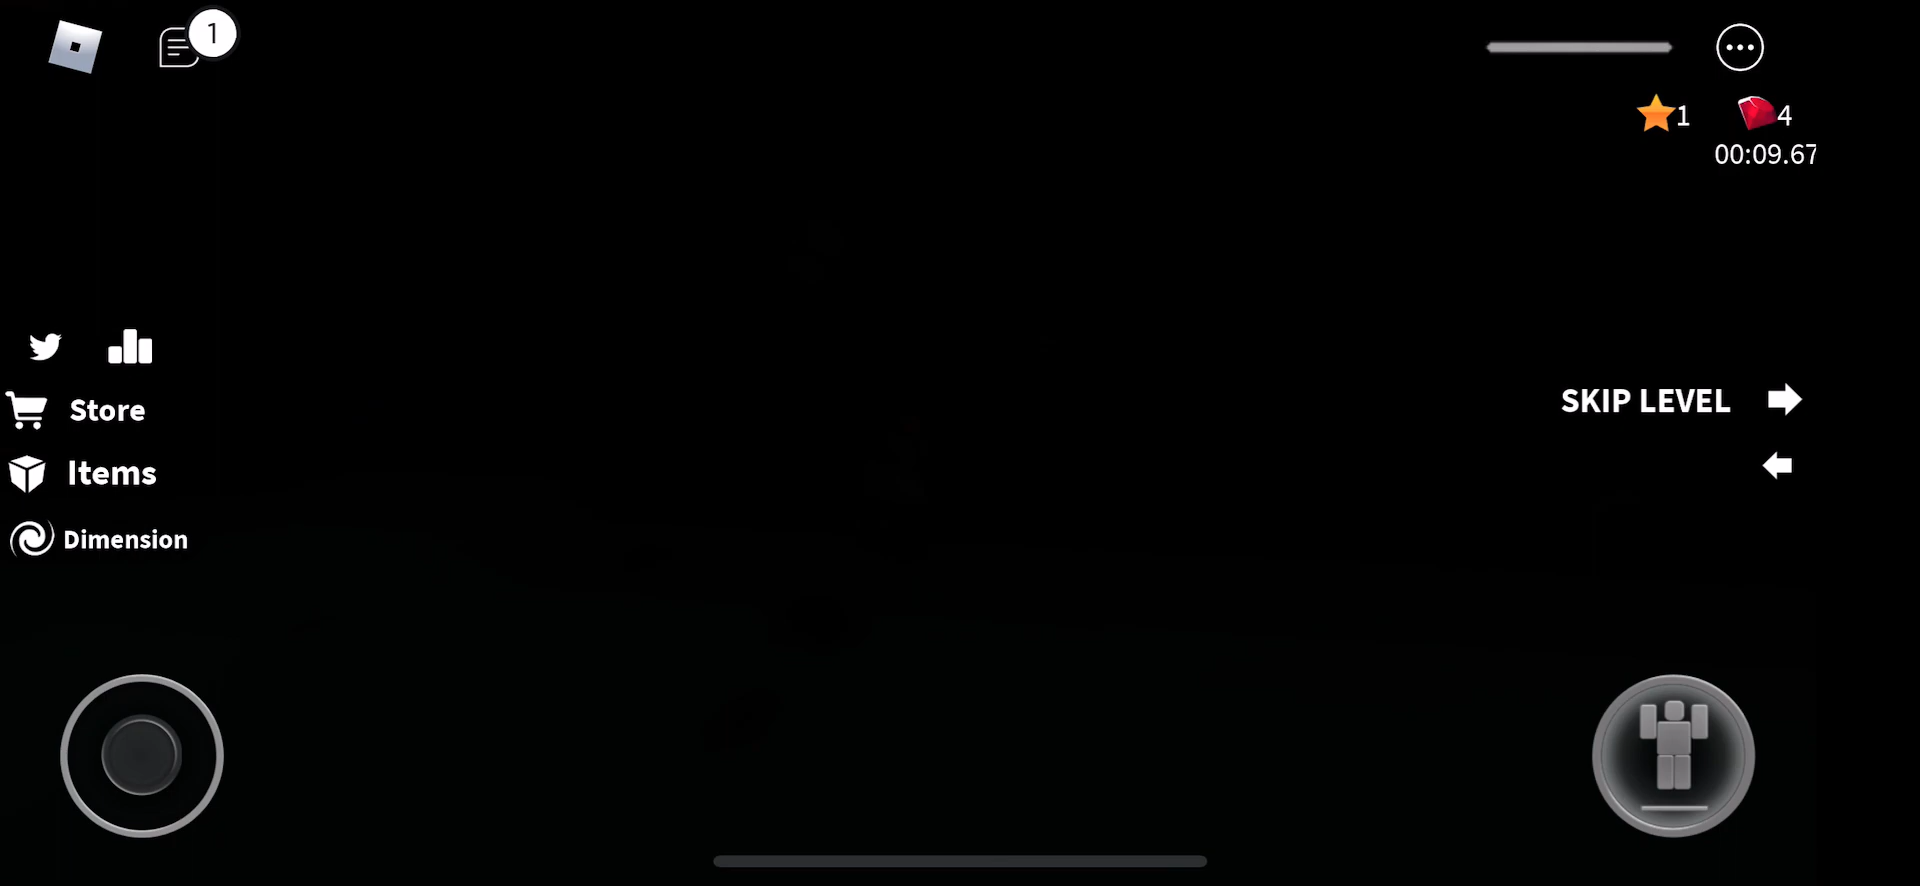 1
1 4
00:09.67
Store
SKIP LEVEL
Items
Dimension